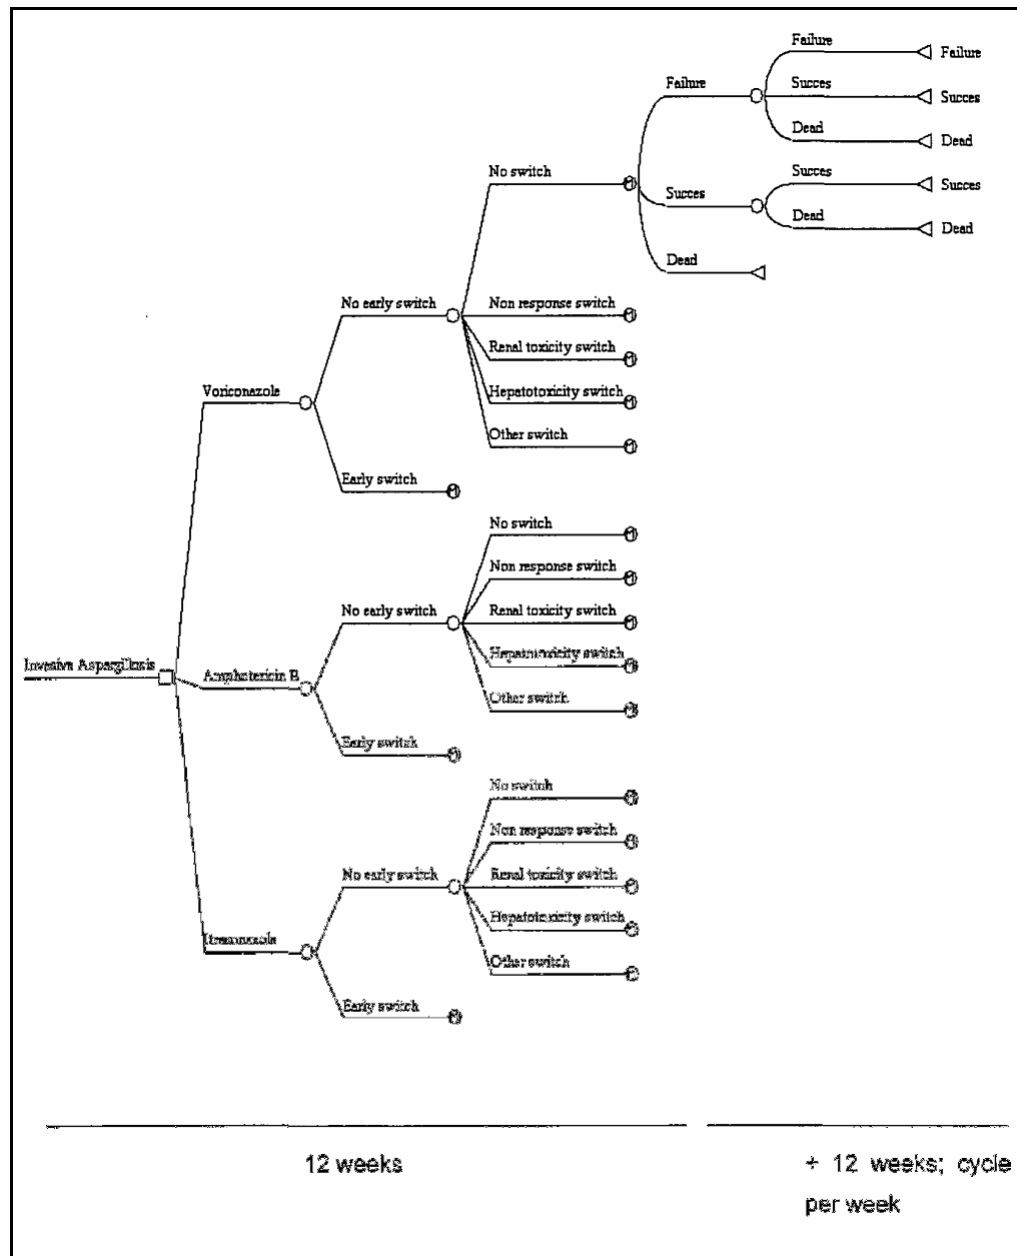 Failure
Failure
Failure
Succes
Succes
Dead
Dead
No switch
Succes
Succes
Succes
Dead
Dead
Dead
No early switch
Non response switch
Renal toxicity switch
Voriconazole
Hepatotoxicity switch
Other switch
Early switch
No switch
Non response switch
No early switch
Renal toxicity switch
Hepatotoxicity switch
Invasive Aspergillosis
Amphotericin B
Other switch
Early switch
No switch
Non response switch
No early switch
Renal toxicity switch
Hepatotoxicity switch
Other switch
Early switch
12 weeks
+ 12 weeks; cycle
per week